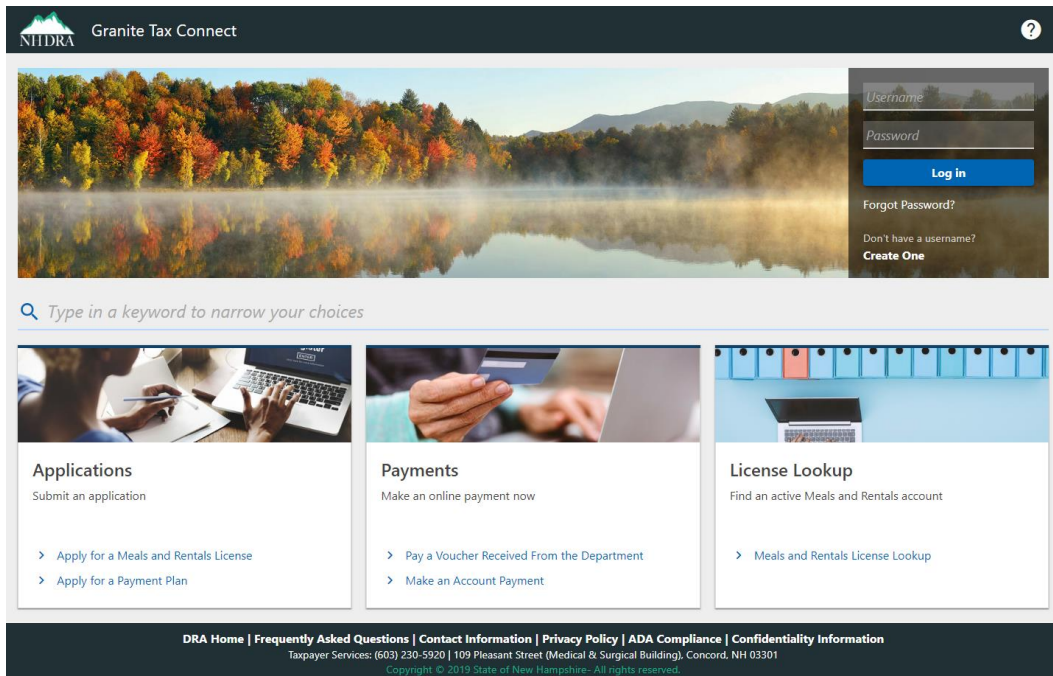 NHDRA
Granite Tax Connect
?
Username
Password
Log in
Forgot Password?
Don't have a username?
Create One
Type in a keyword to narrow your choices
ENTER
Applications
Submit an application
Apply for a Meals and Rentals License
Apply for a Payment Plan
Payments
Make an online payment now
Pay a Voucher Received From the Department
Make an Account Payment
License Lookup
Find an active Meals and Rentals account
Meals and Rentals License Lookup
DRA Home | Frequently Asked Questions | Contact Information | Privacy Policy | ADA Compliance | Confidentiality Information
Taxpayer Services: (603) 230-5920 | 109 Pleasant Street (Medical & Surgical Building), Concord, NH 03301
Copyright © 2019 State of New Hampshire- All rights reserved.